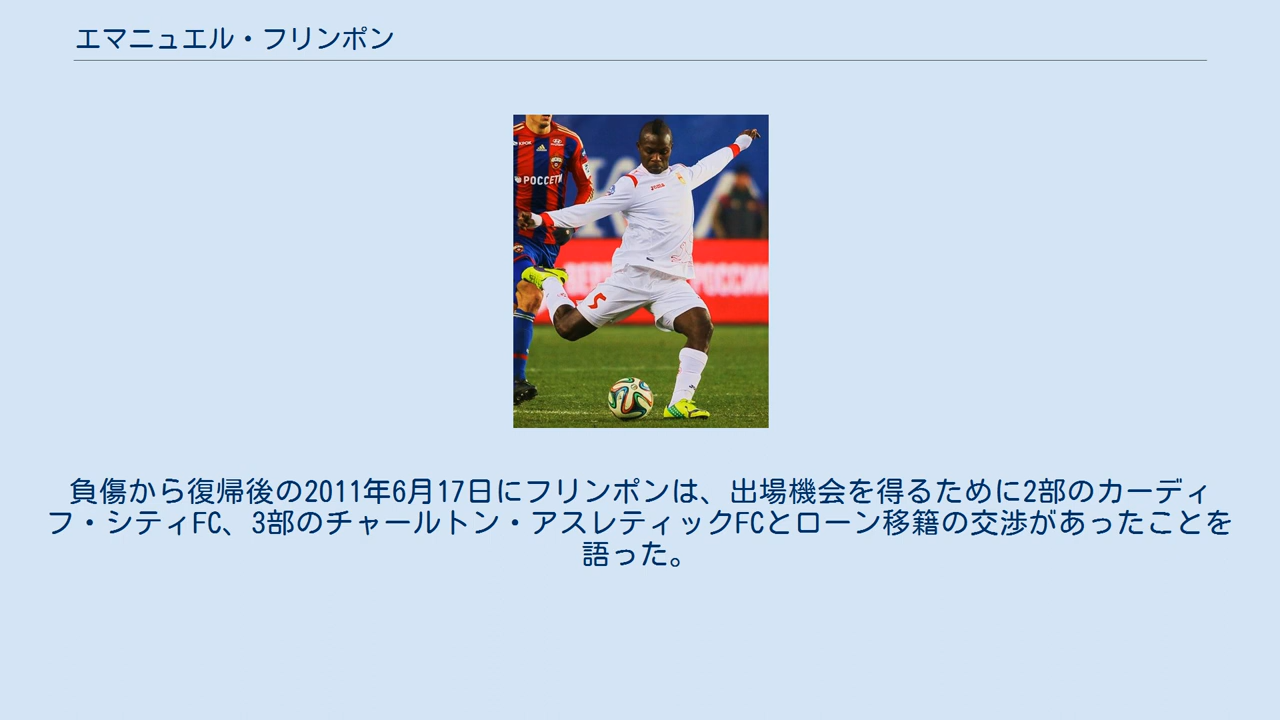 エマニュエル・フリンポン
РОССЕТИ
負傷から復帰後の2011年6月17日にフリンポンは、出場機会を得るために2部のカーディ
フ・シティFC、3部のチャールトン・アスレティックFCとローン移籍の交渉があったことを
語った。